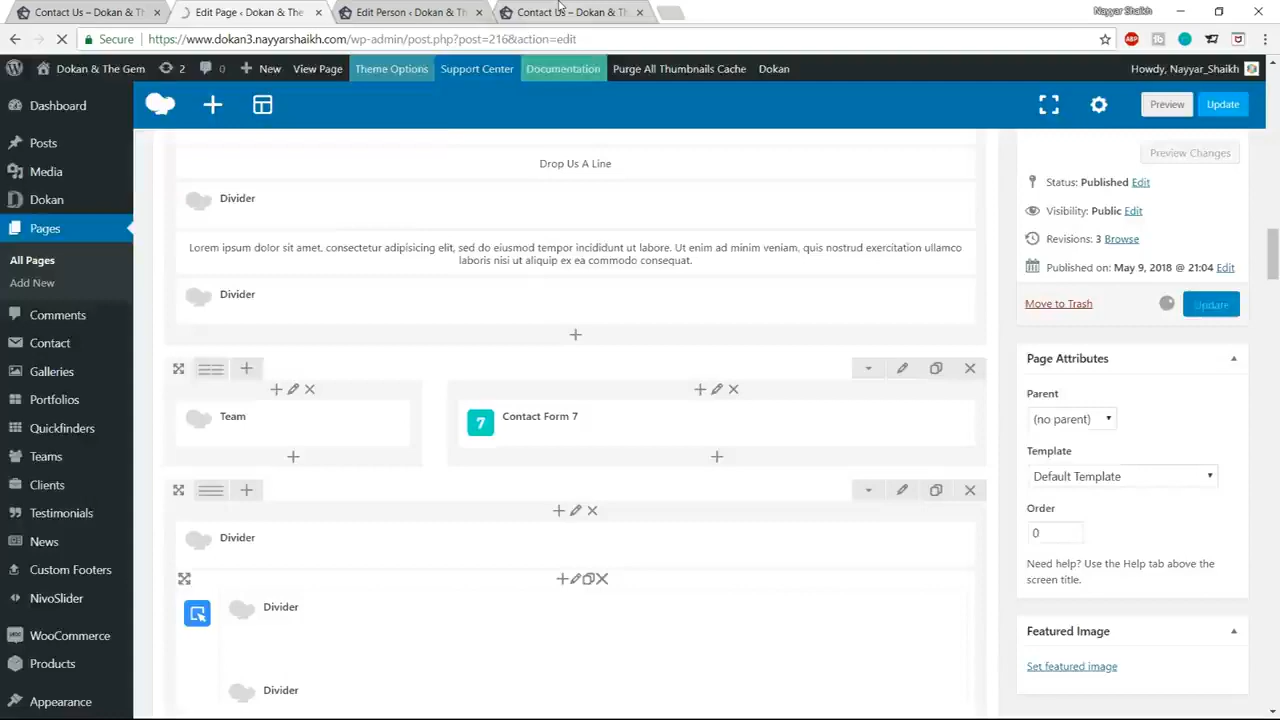 Contact Us – Dokan & The
Edit Page ‹ Dokan & The
Edit Person ‹ Dokan & The
Contact Us – Dokan & The
Nayyar Shaikh
Secure
https://www.dokan3.nayyarshaikh.com/wp-admin/post.php?post=216&action=edit
ABP
Dokan & The Gem
2
0
New
View Page
Theme Options
Support Center
Documentation
Purge All Thumbnails Cache
Dokan
Howdy, Nayyar_Shaikh
Dashboard
Posts
Media
Dokan
Pages
All Pages
Add New
Comments
Contact
Galleries
Portfolios
Quickfinders
Teams
Clients
Testimonials
News
Custom Footers
NivoSlider
WooCommerce
Products
Appearance
Preview
Update
Drop Us A Line
Divider
Lorem ipsum dolor sit amet, consectetur adipisicing elit, sed do eiusmod tempor incididunt ut labore. Ut enim ad minim veniam, quis nostrud exercitation ullamco
laboris nisi ut aliquip ex ea commodo consequat.
Divider
Team
7
Contact Form 7
Divider
Divider
Divider
Preview Changes
Status: Published Edit
Visibility: Public Edit
Revisions: 3 Browse
Published on: May 9, 2018 @ 21:04 Edit
Move to Trash
Update
Page Attributes
Parent
(no parent)
Template
Default Template
Order
0
Need help? Use the Help tab above the
screen title.
Featured Image
Set featured image